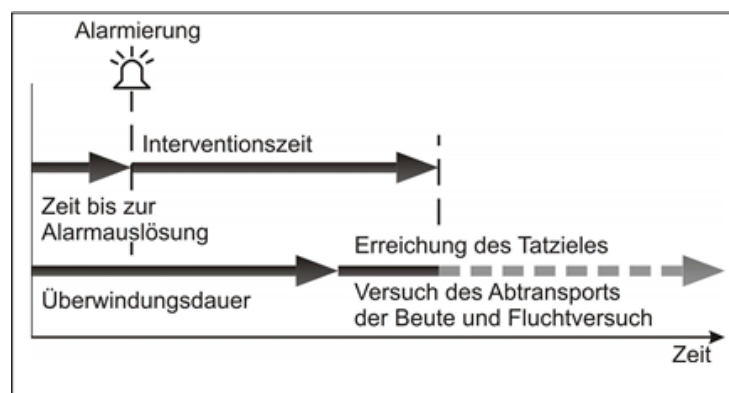 Alarmierung
Interventionszeit
Zeit bis zur
Alarmauslösung
Erreichung des Tatzieles
Überwindungsdauer
Versuch des Abtransports
der Beute und Fluchtversuch
Zeit